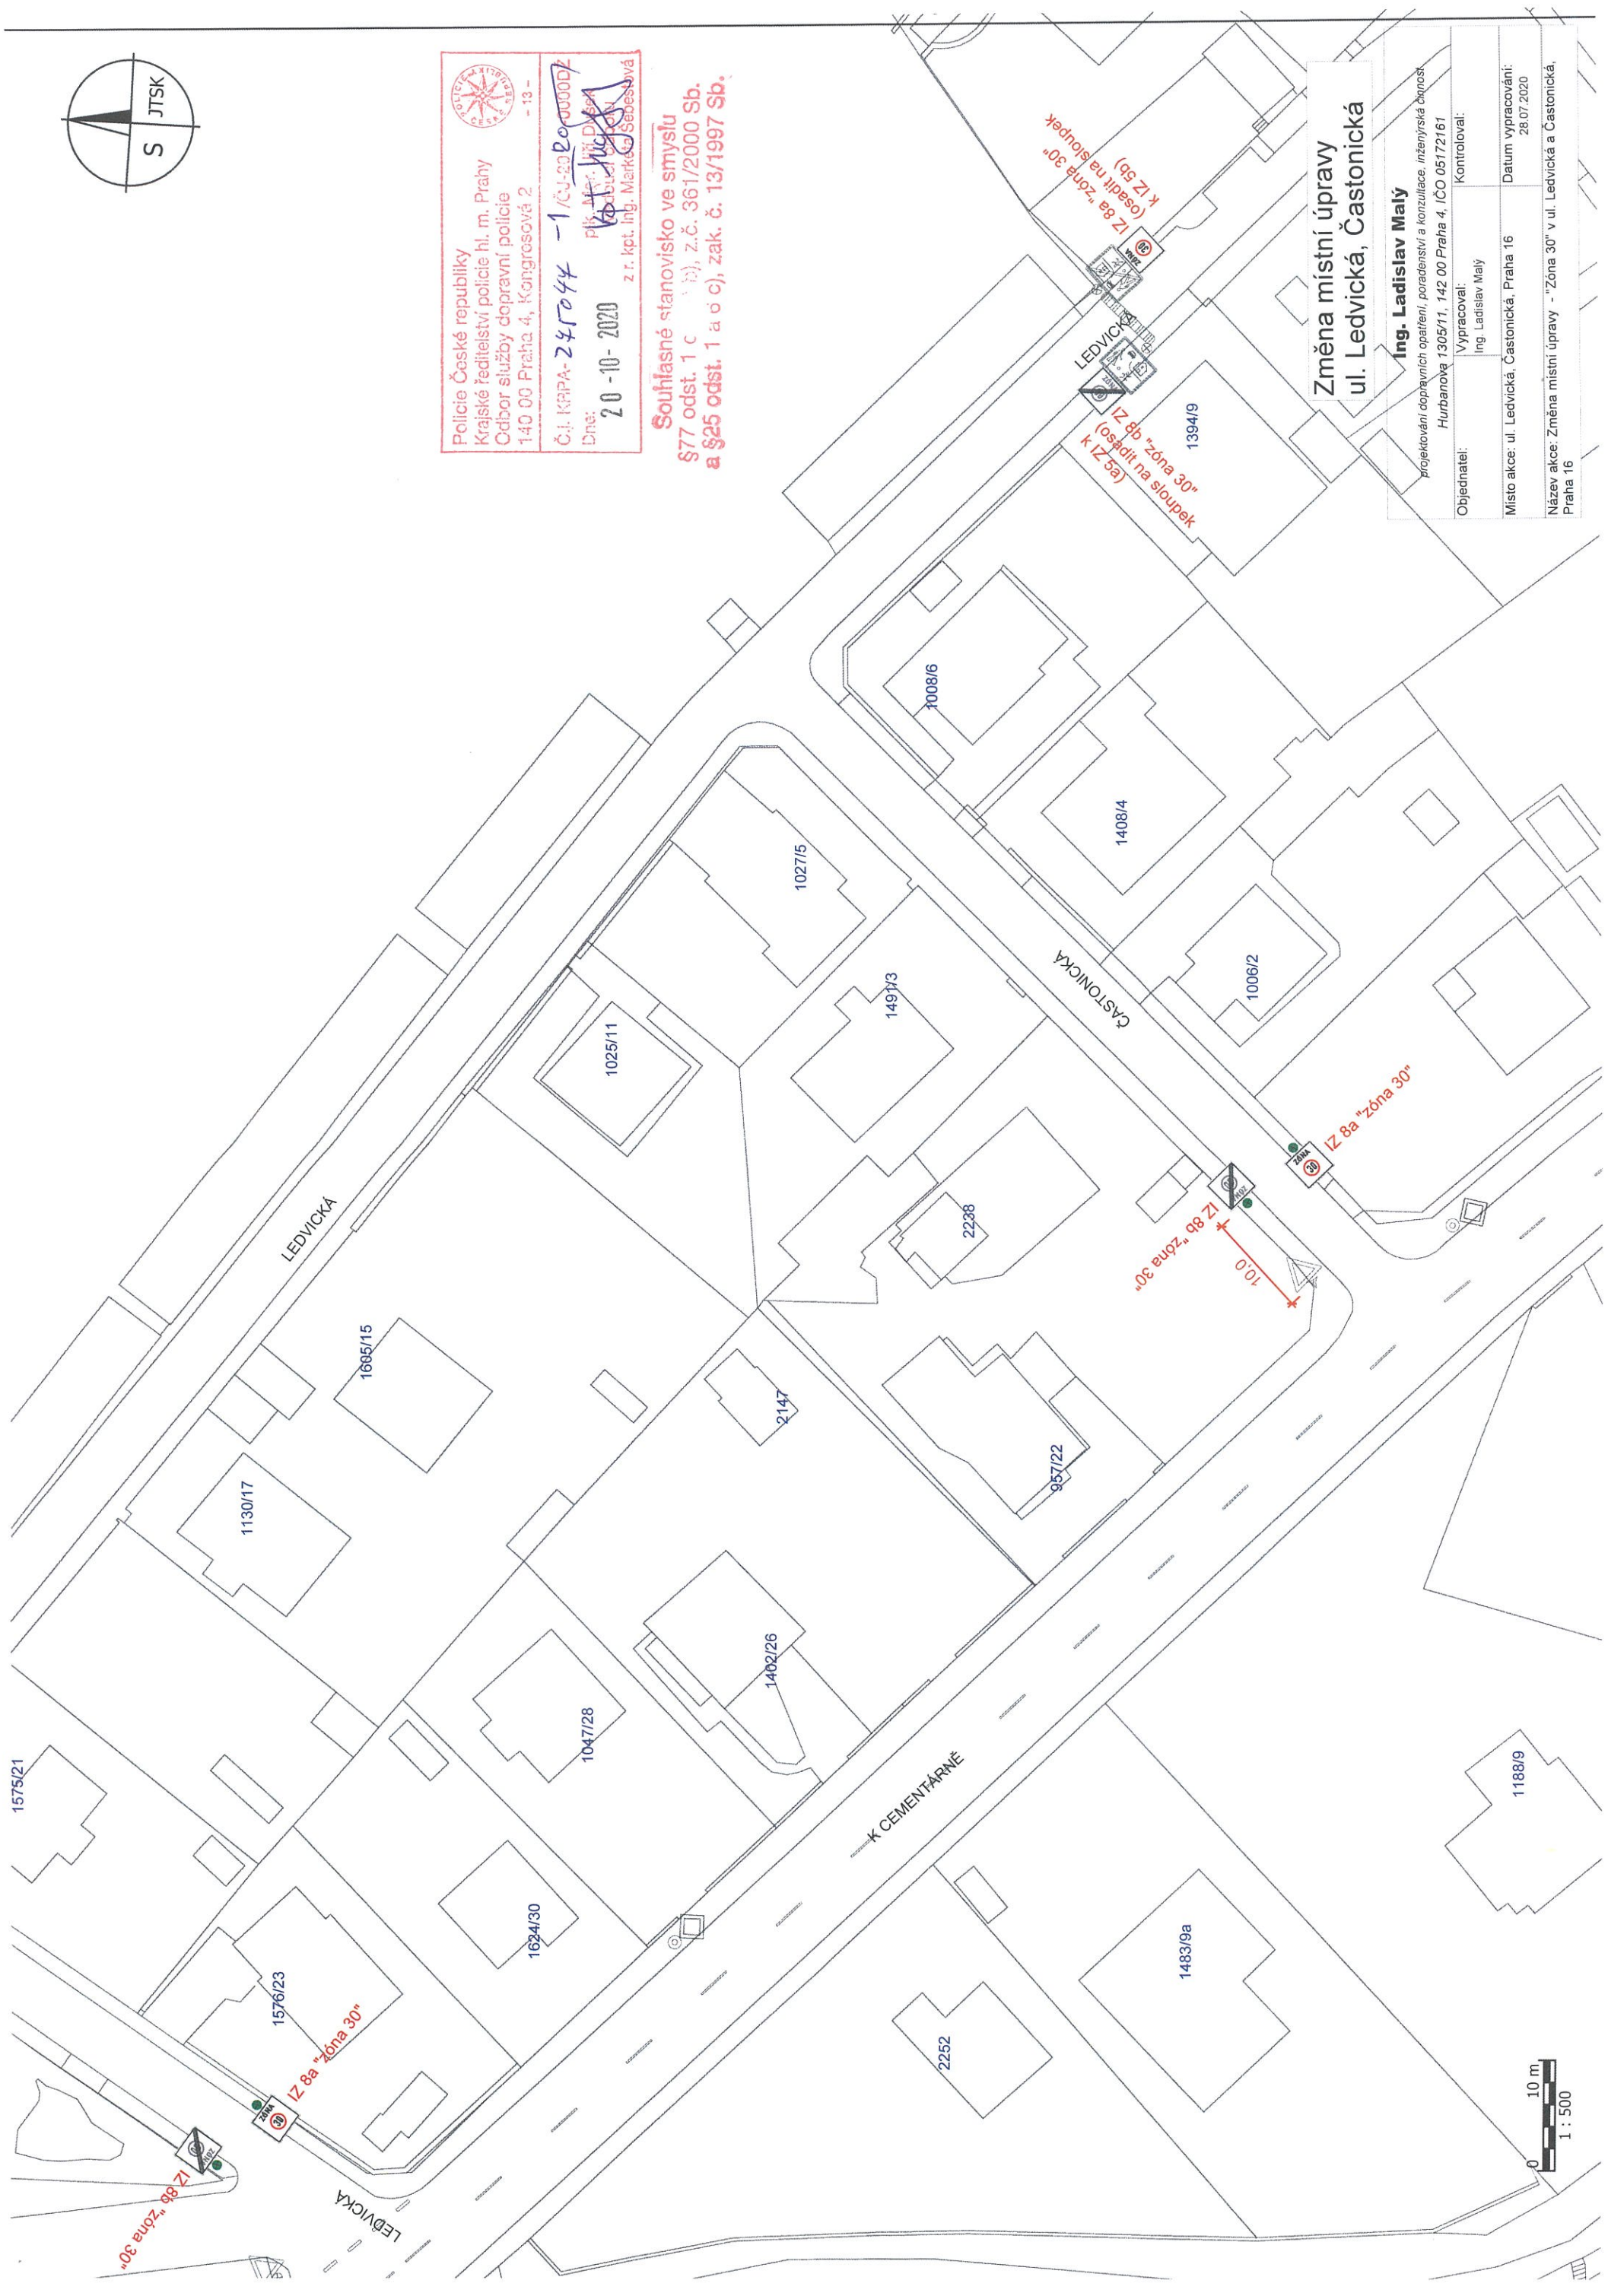 S JTSK
Policie České republiky
Krajské ředitelství policie hl. m. Prahy
Odbor služby dopravní policie
140 00 Praha 4, Kongresová 2
- 13 -
Č.j. KRPA-245044 -1/ČJ-2020-0000DZ
Dne: 20 -10- 2020
z r. kpt. Ing. Markéta Šebestová
Souhlasné stanovisko ve smyslu
§77 odst. 1 z.č. 361/2000 Sb.
a §25 odst. 1 a c), zak. č. 13/1997 Sb.
IZ 8a "zóna 30"
(osadit na sloupek
k IZ 5b)
ZÓNA
30
LEDVICKÁ
IZ 8b "zóna 30"
(osadit na sloupek
k IZ 5a)
1394/9
1008/6
1408/4
1027/5
1006/2
1491/3
1025/11
ČASTONICKÁ
IZ 8a "zóna 30"
ZÓNA
30
IZ 8b "zóna 30"
ZÓNA
10,0
2238
LEDVICKÁ
1605/15
2147
957/22
1130/17
1402/26
1047/28
1575/21
K CEMENTÁRNĚ
1188/9
1624/30
1483/9a
1576/23
2252
IZ 8a "zóna 30"
ZÓNA
30
IZ 8b "zóna 30"
ZÓNA
LEDVICKÁ
0 10 m
1 : 500
Změna místní úpravy
ul. Ledvická, Častonická
Ing. Ladislav Malý
projektování dopravních opatření, poradenství a konzultace, inženýrská činnost
Hurbanova 1305/11, 142 00 Praha 4, IČO 05172161
Objednatel:
Vypracoval:
Ing. Ladislav Malý
Kontroloval:
Místo akce: ul. Ledvická, Častonická, Praha 16
Datum vypracování:
28.07.2020
Název akce: Změna místní úpravy - "Zóna 30" v ul. Ledvická a Častonická,
Praha 16